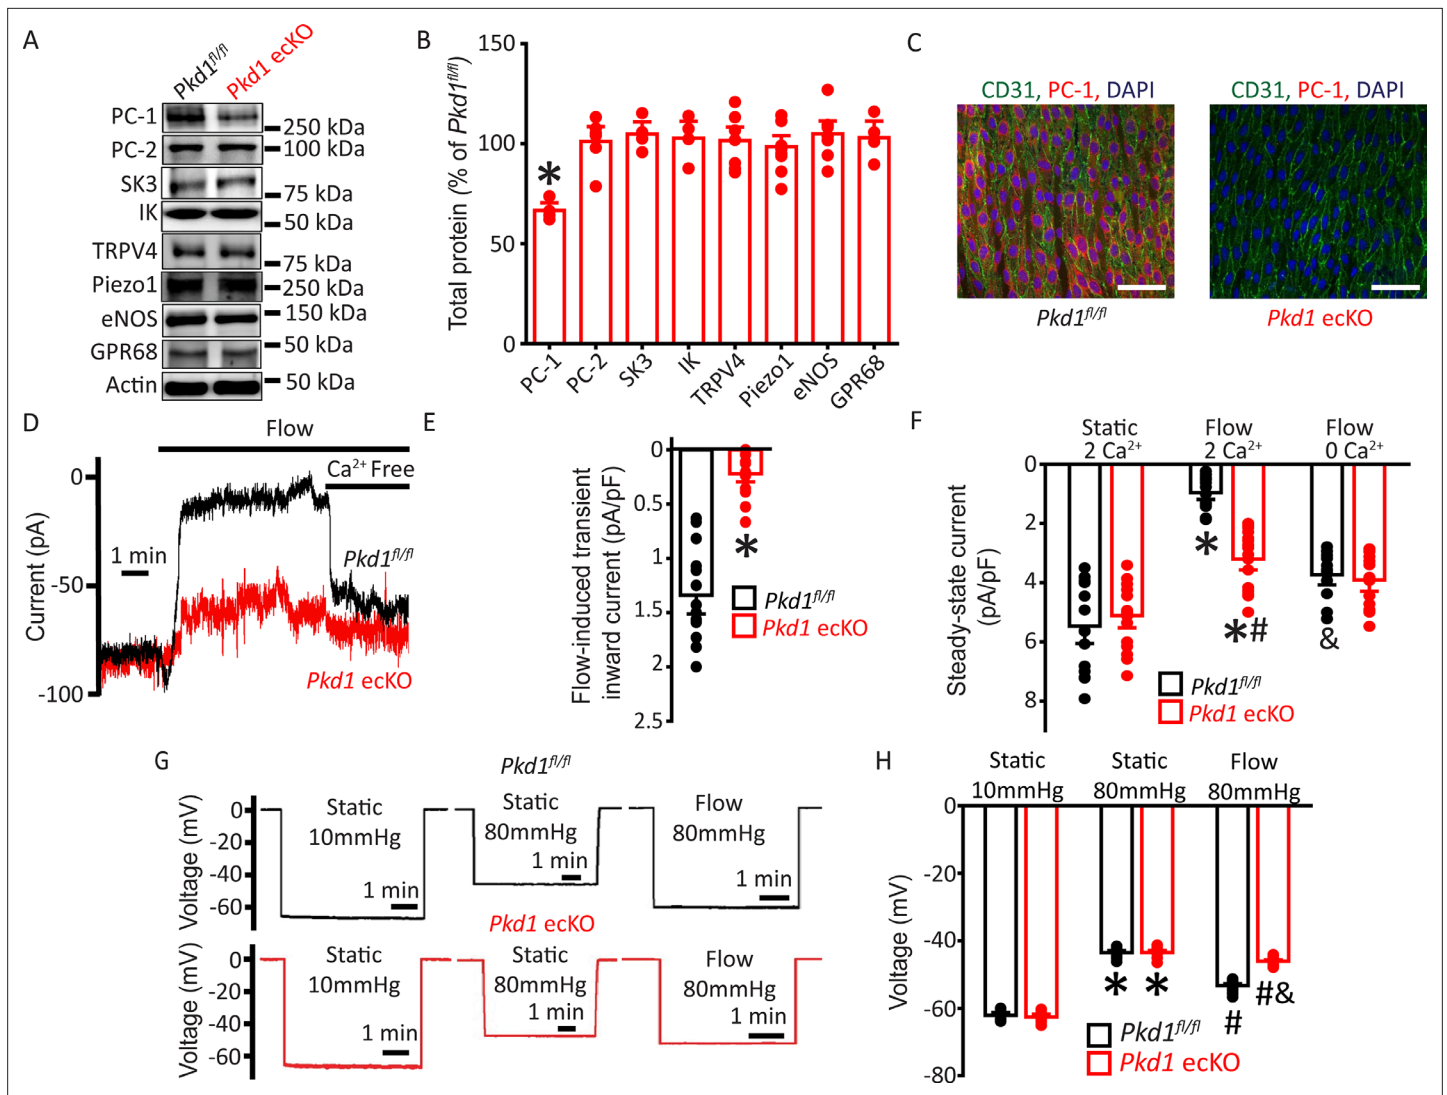 A
Pkd1fl/fl
Pkd1 ecKO
PC-1
250 kDa
PC-2
100 kDa
SK3
75 kDa
IK
50 kDa
TRPV4
75 kDa
Piezo1
250 kDa
eNOS
150 kDa
GPR68
50 kDa
Actin
50 kDa
B
Total protein (% of Pkd1fl/fl)
150
100
50
0
*
PC-1
PC-2
SK3
IK
TRPV4
Piezo1
eNOS
GPR68
C
CD31, PC-1, DAPI
CD31, PC-1, DAPI
Pkd1fl/fl
Pkd1 ecKO
D
Flow
Ca2+ Free
Current (pA)
0
-50
-100
1 min
Pkd1fl/fl
Pkd1 ecKO
E
Flow-induced transient
inward current (pA/pF)
0
0.5
1
1.5
2
2.5
*
Pkd1fl/fl
Pkd1 ecKO
F
Static
2 Ca2+
Flow
2 Ca2+
Flow
0 Ca2+
Steady-state current
(pA/pF)
0
2
4
6
8
*
*#
&
Pkd1fl/fl
Pkd1 ecKO
G
Pkd1fl/fl
Voltage (mV)
0
-20
-40
-60
Static
10mmHg
1 min
Static
80mmHg
1 min
Flow
80mmHg
1 min
Pkd1 ecKO
Voltage (mV)
0
-20
-40
-60
Static
10mmHg
1 min
Static
80mmHg
1 min
Flow
80mmHg
1 min
H
Static
10mmHg
Static
80mmHg
Flow
80mmHg
Voltage (mV)
0
-20
-40
-60
-80
*
*
#
#&
Pkd1fl/fl
Pkd1 ecKO